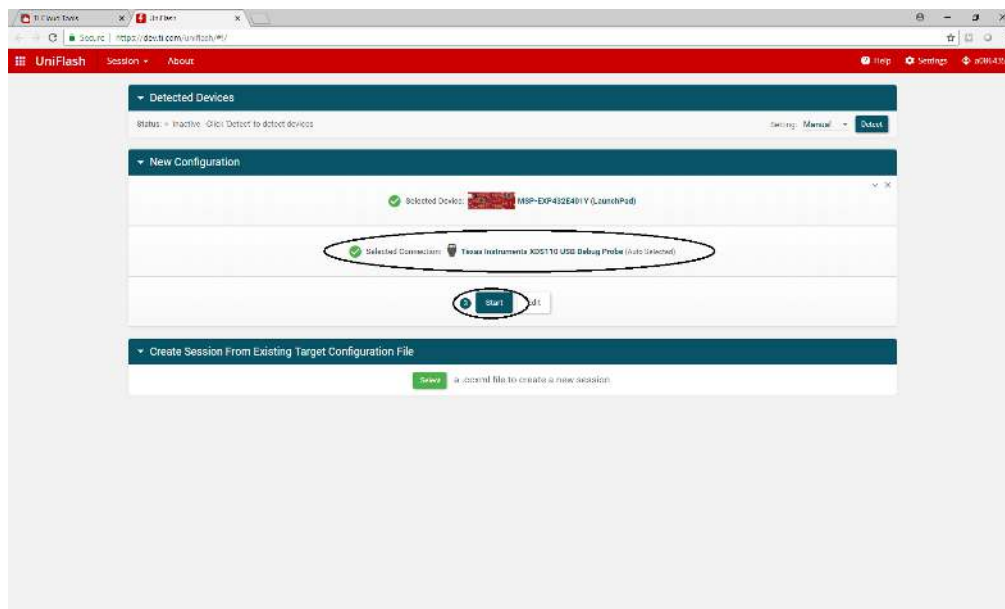 TI Cloud Tools
UniFlash
Secure | https://dev.ti.com/uniflash/#!/
UniFlash Session About Help Settings
Detected Devices
Status: Inactive Click 'Detect' to detect devices Setting: Manual Detect
New Configuration
Selected Device: MSP-EXP432E401Y (LaunchPad)
Selected Connection: Texas Instruments XDS110 USB Debug Probe (Auto Selected)
3 Start Edit
Create Session From Existing Target Configuration File
Select a .ccxml file to create a new session